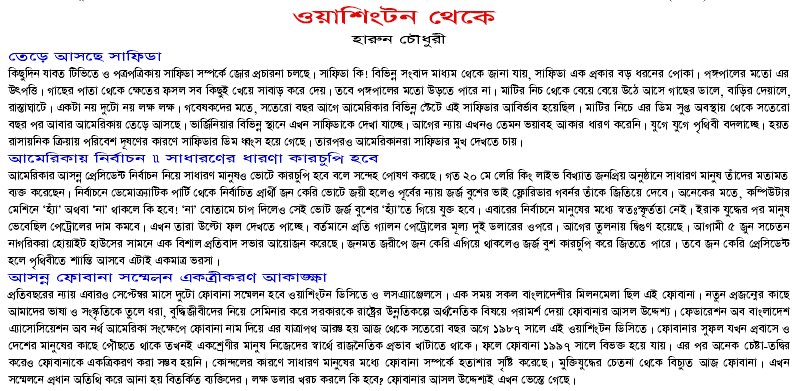 ওয়াশিংটন থেকে
হারুন চৌধুরী
তেড়ে আসছে সাফিডা
কিছুদিন যাবত টিভিতে ও পত্রপত্রিকায় সাফিডা সম্পর্কে জোর প্রচারনা চলছে। সাফিডা কি! বিভিন্ন সংবাদ মাধ্যম থেকে জানা যায়, সাফিডা এক প্রকার বড় ধরনের পোকা। পঙ্গপালের মতো এর
উৎপত্তি। গাছের পাতা থেকে ক্ষেতের ফসল সব কিছুই খেয়ে সাবাড় করে দেয়। তবে পঙ্গপালের মতো উড়তে পারে না। মাটির নিচ থেকে বেয়ে বেয়ে উঠে আসে গাছের ডালে, বাড়ির দেয়ালে,
রাস্তাঘাটে। একটা নয় দুটো নয় লক্ষ লক্ষ। গবেষকদের মতে, সতেরো বছর আগে আমেরিকার বিভিন্ন স্টেটে এই সাফিডার আবির্ভাব হয়েছিল। মাটির নিচে এর ডিম সুপ্ত অবস্থায় থেকে সতেরো
বছর পর আবার আমেরিকায় তেড়ে আসছে। ভার্জিনিয়ার বিভিন্ন স্থানে এখন সাফিডাকে দেখা যাচ্ছে। আগের ন্যায় এখনও তেমন ভয়াবহ আকার ধারণ করেনি। যুগে যুগে পৃথিবী বদলাচ্ছে। হয়ত
রাসায়নিক ক্রিয়ায় পরিবেশ দূষণের কারণে সাফিডার ডিম ধ্বংস হয়ে গেছে। তারপরও আমেরিকানরা সাফিডার মুখ দেখতে চায়।
আমেরিকায় নির্বাচন ॥ সাধারণের ধারণা কারচুপি হবে
আমেরিকার আসন্ন প্রেসিডেন্ট নির্বাচন নিয়ে সাধারণ মানুষও ভোটে কারচুপি হবে বলে সন্দেহ পোষণ করছে। গত ২০ মে লেরি কিং লাইভ বিখ্যাত জনপ্রিয় অনুষ্ঠানে সাধারণ মানুষ তাঁদের মতামত
ব্যক্ত করেছেন। নির্বাচনে ডেমোক্র্যাটিক পার্টি থেকে নির্বাচিত প্রার্থী জন কেরি ভোটে জয়ী হলেও পূর্বের ন্যায় জর্জ বুশের ভাই ফ্লোরিডার গবর্নর তাঁকে জিতিয়ে দেবে। অনেকের মতে, কম্পিউটার
মেশিনে ‘হ্যাঁ’ অথবা ‘না’ থাকলে কি হবে! ‘না’ বোতামে চাপ দিলেও সেই ভোট জর্জ বুশের ‘হ্যাঁ’তে গিয়ে যুক্ত হবে। এবারের নির্বাচনে মানুষের মধ্যে স্বতঃস্ফূর্ততা নেই। ইরাক যুদ্ধের পর মানুষ
ভেবেছিল পেট্রোলের দাম কমবে। এখন তারা উল্টো ফল দেখতে পাচ্ছে। বর্তমানে প্রতি গ্যালন পেট্রোলের মূল্য দুই ডলারের ওপরে। আগের তুলনায় দ্বিগুণ হয়েছে। আগামী ৫ জুন সচেতন
নাগরিকরা হোয়াইট হাউসের সামনে এক বিশাল প্রতিবাদ সভার আয়োজন করেছে। জনমত জরীপে জন কেরি এগিয়ে থাকলেও জর্জ বুশ কারচুপি করে জিততে পারে। তবে জন কেরি প্রেসিডেন্ট
হলে পৃথিবীতে শান্তি আসবে এটাই একমাত্র ভরসা।
আসন্ন ফোবানা সম্মেলন একত্রীকরণ আকাঙ্ক্ষা
প্রতিবছরের ন্যায় এবারও সেপ্টেম্বর মাসে দুটো ফোবানা সম্মেলন হবে ওয়াশিংটন ডিসিতে ও লসএ্যাঞ্জেলসে। এক সময় সকল বাংলাদেশীর মিলনমেলা ছিল এই ফোবানা। নতুন প্রজন্মের কাছে
আমাদের ভাষা ও সংস্কৃতিকে তুলে ধরা, বুদ্ধিজীবীদের নিয়ে সেমিনার করে সরকারকে রাষ্ট্রের উন্নতিকল্পে অর্থনৈতিক বিষয়ে পরামর্শ দেয়া ফোবানার আসল উদ্দেশ্য। ফেডারেশন অব বাংলাদেশ
এ্যাসোসিয়েশন অব নর্থ আমেরিকা সংক্ষেপে ফোবানা নাম দিয়ে এর যাত্রাপথ আরম্ভ হয় আজ থেকে সতেরো বছর অগে ১৯৮৭ সালে এই ওয়াশিংটন ডিসিতে। ফোবানার সুফল যখন প্রবাসে ও
দেশের মানুষের কাছে পৌঁছতে থাকে তখনই একশ্রেণীর মানুষ নিজেদের স্বার্থে রাজনৈতিক প্রভাব খাটাতে থাকে। ফলে ফোবানা ১৯৯৭ সালে বিভক্ত হয়ে যায়। এর পর অনেক চেষ্টা-তদ্বির
করেও ফোবানাকে একত্রিকরণ করা সম্ভব হয়নি। কোন্দলের কারণে সাধারণ মানুষের মধ্যে ফোবানা সম্পর্কে হতাশার সৃষ্টি করেছে। মুক্তিযুদ্ধের চেতনা থেকে বিচ্যুত আজ ফোবানা। এখন
সম্মেলনে প্রধান অতিথি করে আনা হয় বিতর্কিত ব্যক্তিদের। লক্ষ ডলার খরচ করলে কি হবে? ফোবানার আসল উদ্দেশ্যই এখন ভেস্তে গেছে।